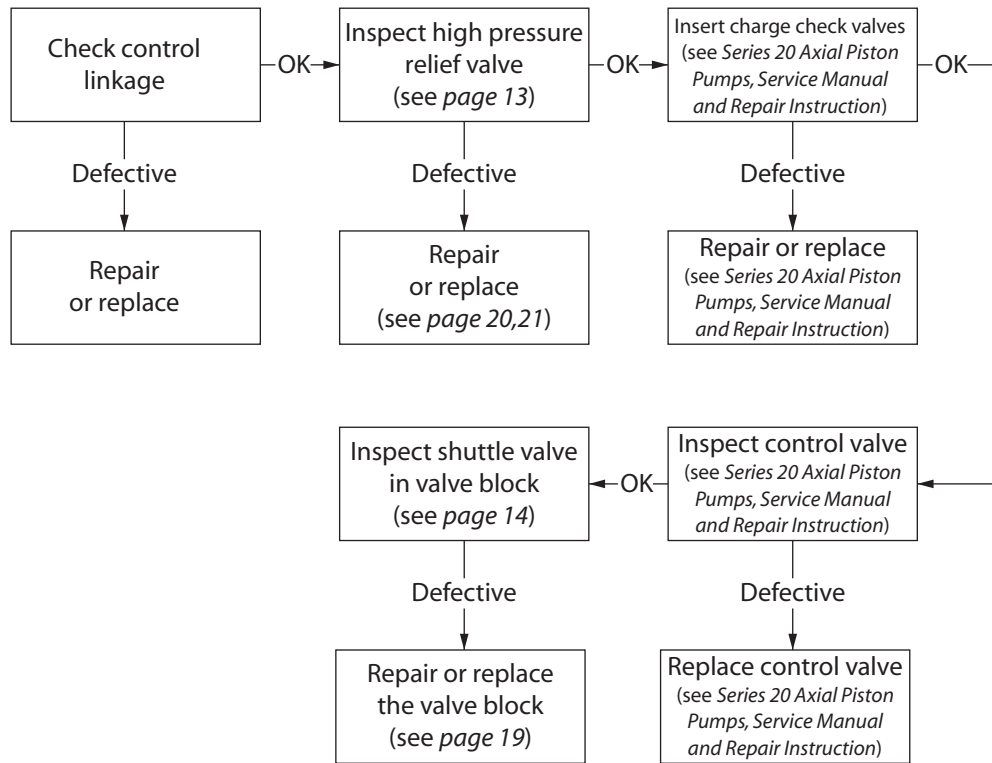 Check control
linkage
OK
Inspect high pressure
relief valve
(see page 13)
OK
Insert charge check valves
(see Series 20 Axial Piston
Pumps, Service Manual
and Repair Instruction)
OK
Defective
Defective
Defective
Repair
or replace
Repair
or replace
(see page 20,21)
Repair or replace
(see Series 20 Axial Piston
Pumps, Service Manual
and Repair Instruction)
Inspect shuttle valve
in valve block
(see page 14)
OK
Inspect control valve
(see Series 20 Axial Piston
Pumps, Service Manual
and Repair Instruction)
Defective
Defective
Repair or replace
the valve block
(see page 19)
Replace control valve
(see Series 20 Axial Piston
Pumps, Service Manual
and Repair Instruction)